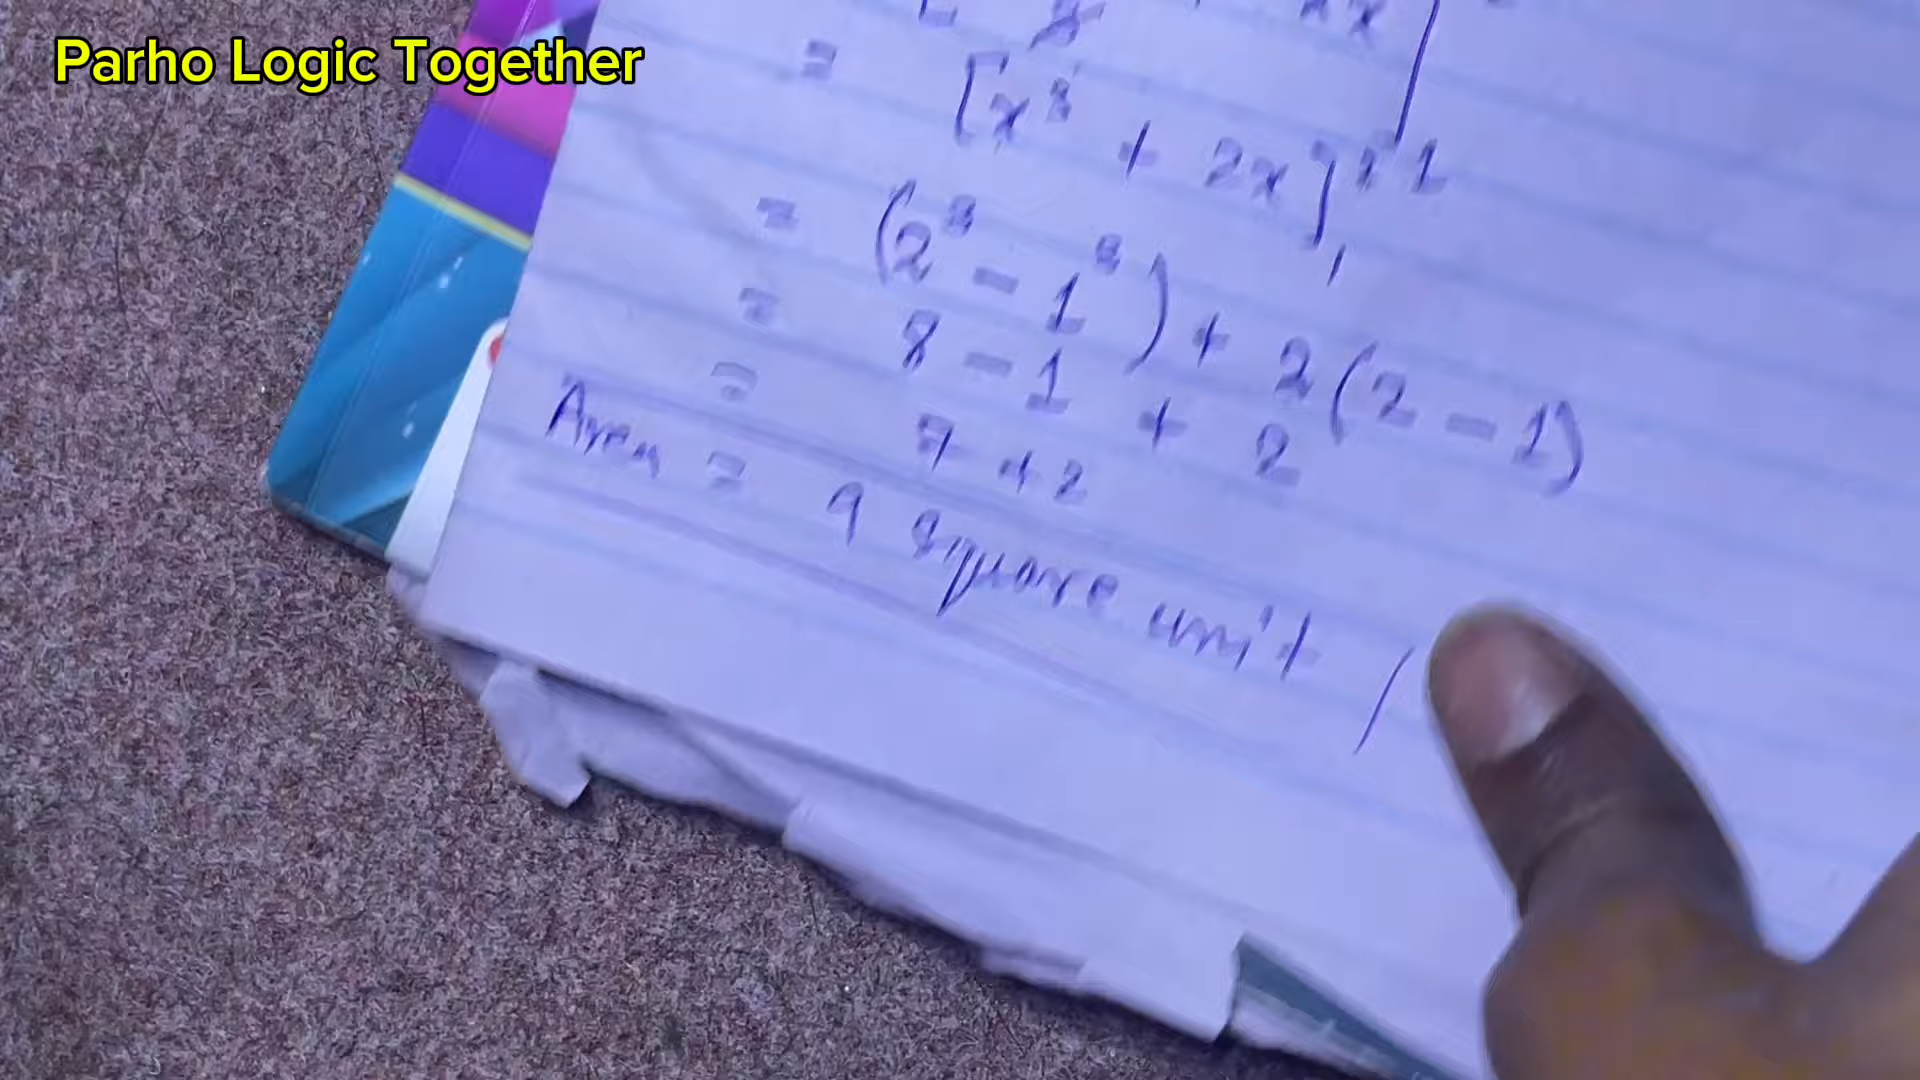 Parho Logic Together
= [x³ + 2x]²₁
= (2³ - 1³) + 2(2 - 1)
= 8 - 1 + 2
= 7 + 2
Area = 9 square unit